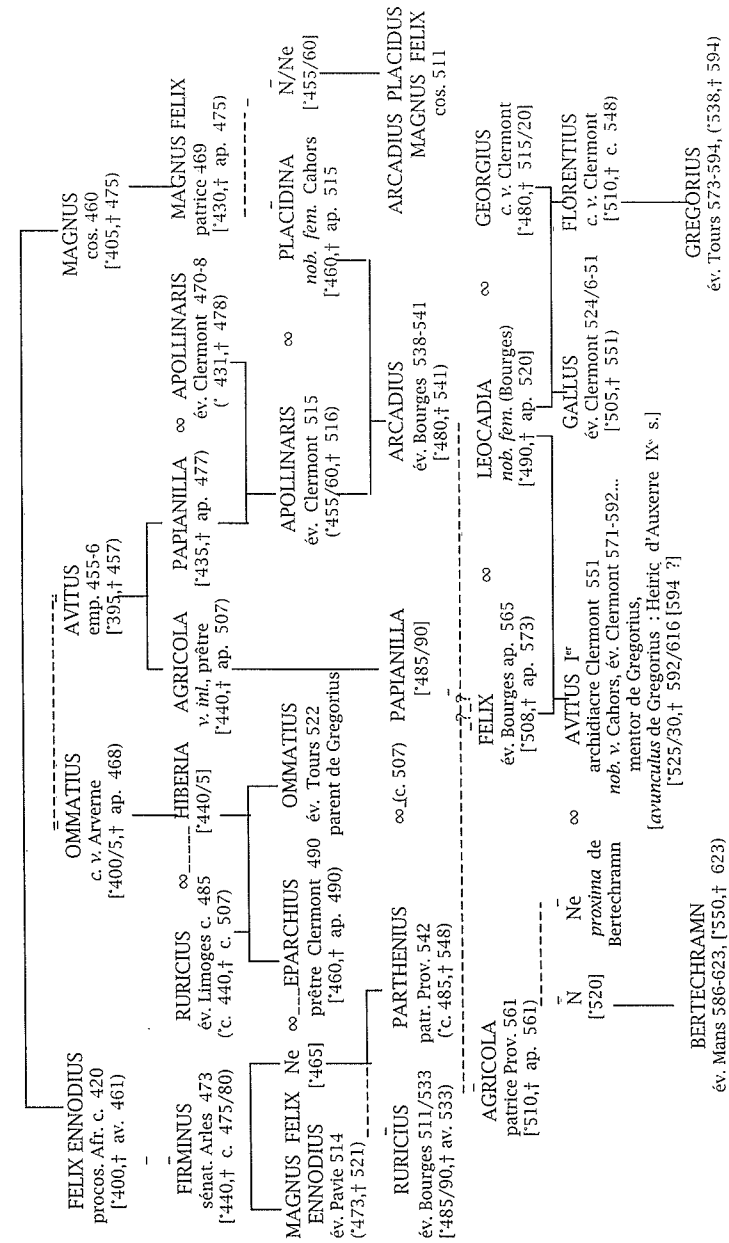 FELIX ENNODIUS
procos. Afr. c. 420
[*400,† av. 461)
OMMATIUS
c. v. Arverne
[*400/5,† ap. 468)
AVITUS
emp. 455-6
[*395,† 457)
MAGNUS
cos. 460
[*405,† 475)
FIRMINUS
sénat. Arles 473
[*440,† c. 475/80)
RURICIUS
év. Limoges c. 485
(*c. 440,† c. 507)
∞
HIBERIA
[*440/5]
AGRICOLA
v. inl., prêtre
[*440,† ap. 507)
PAPIANILLA
[*435,† ap. 477)
∞
APOLLINARIS
év. Clermont 470-8
(* 431,† 478)
MAGNUS FELIX
patrice 469
[*430,† ap. 475)
MAGNUS FELIX
ENNODIUS
év. Pavie 514
(*473,† 521)
Ne
[*465]
∞
EPARCHIUS
prêtre Clermont 490
[*460,† ap. 490)
OMMATIUS
év. Tours 522
parent de Gregorius
APOLLINARIS
év. Clermont 515
(*455/60,† 516)
∞
PLACIDINA
nob. fem. Cahors
[*460,† ap. 515
N/Ne
[*455/60]
RURICIUS
év. Bourges 511/533
[*485/90,† av. 533)
PARTHENIUS
patr. Prov. 542
(*c. 485,† 548)
∞ (c. 507)
PAPIANILLA
[*485/90]
ARCADIUS
év. Bourges 538-541
[*480,† 541)
ARCADIUS PLACIDUS
MAGNUS FELIX
cos. 511
? ?
AGRICOLA
patrice Prov. 561
[*510,† ap. 561)
FELIX
év. Bourges ap. 565
[*508,† ap. 573)
∞
LEOCADIA
nob. fem. (Bourges)
[*490,† ap. 520]
∞
GEORGIUS
c. v. Clermont
[*480,† 515/20]
N
[*520]
Ne
proxima de
Bertechramn
∞
AVITUS Ier
archidiacre Clermont 551
nob. v. Cahors, év. Clermont 571-592...
mentor de Gregorius,
[avunculus de Gregorius : Heiric d'Auxerre IXe s.]
[*525/30,† 592/616 [594 ?]
GALLUS
év. Clermont 524/6-51
[*505,† 551)
FLORENTIUS
c. v. Clermont
[*510,† c. 548)
BERTECHRAMN
év. Mans 586-623, [*550,† 623)
GREGORIUS
év. Tours 573-594, (*538,† 594)